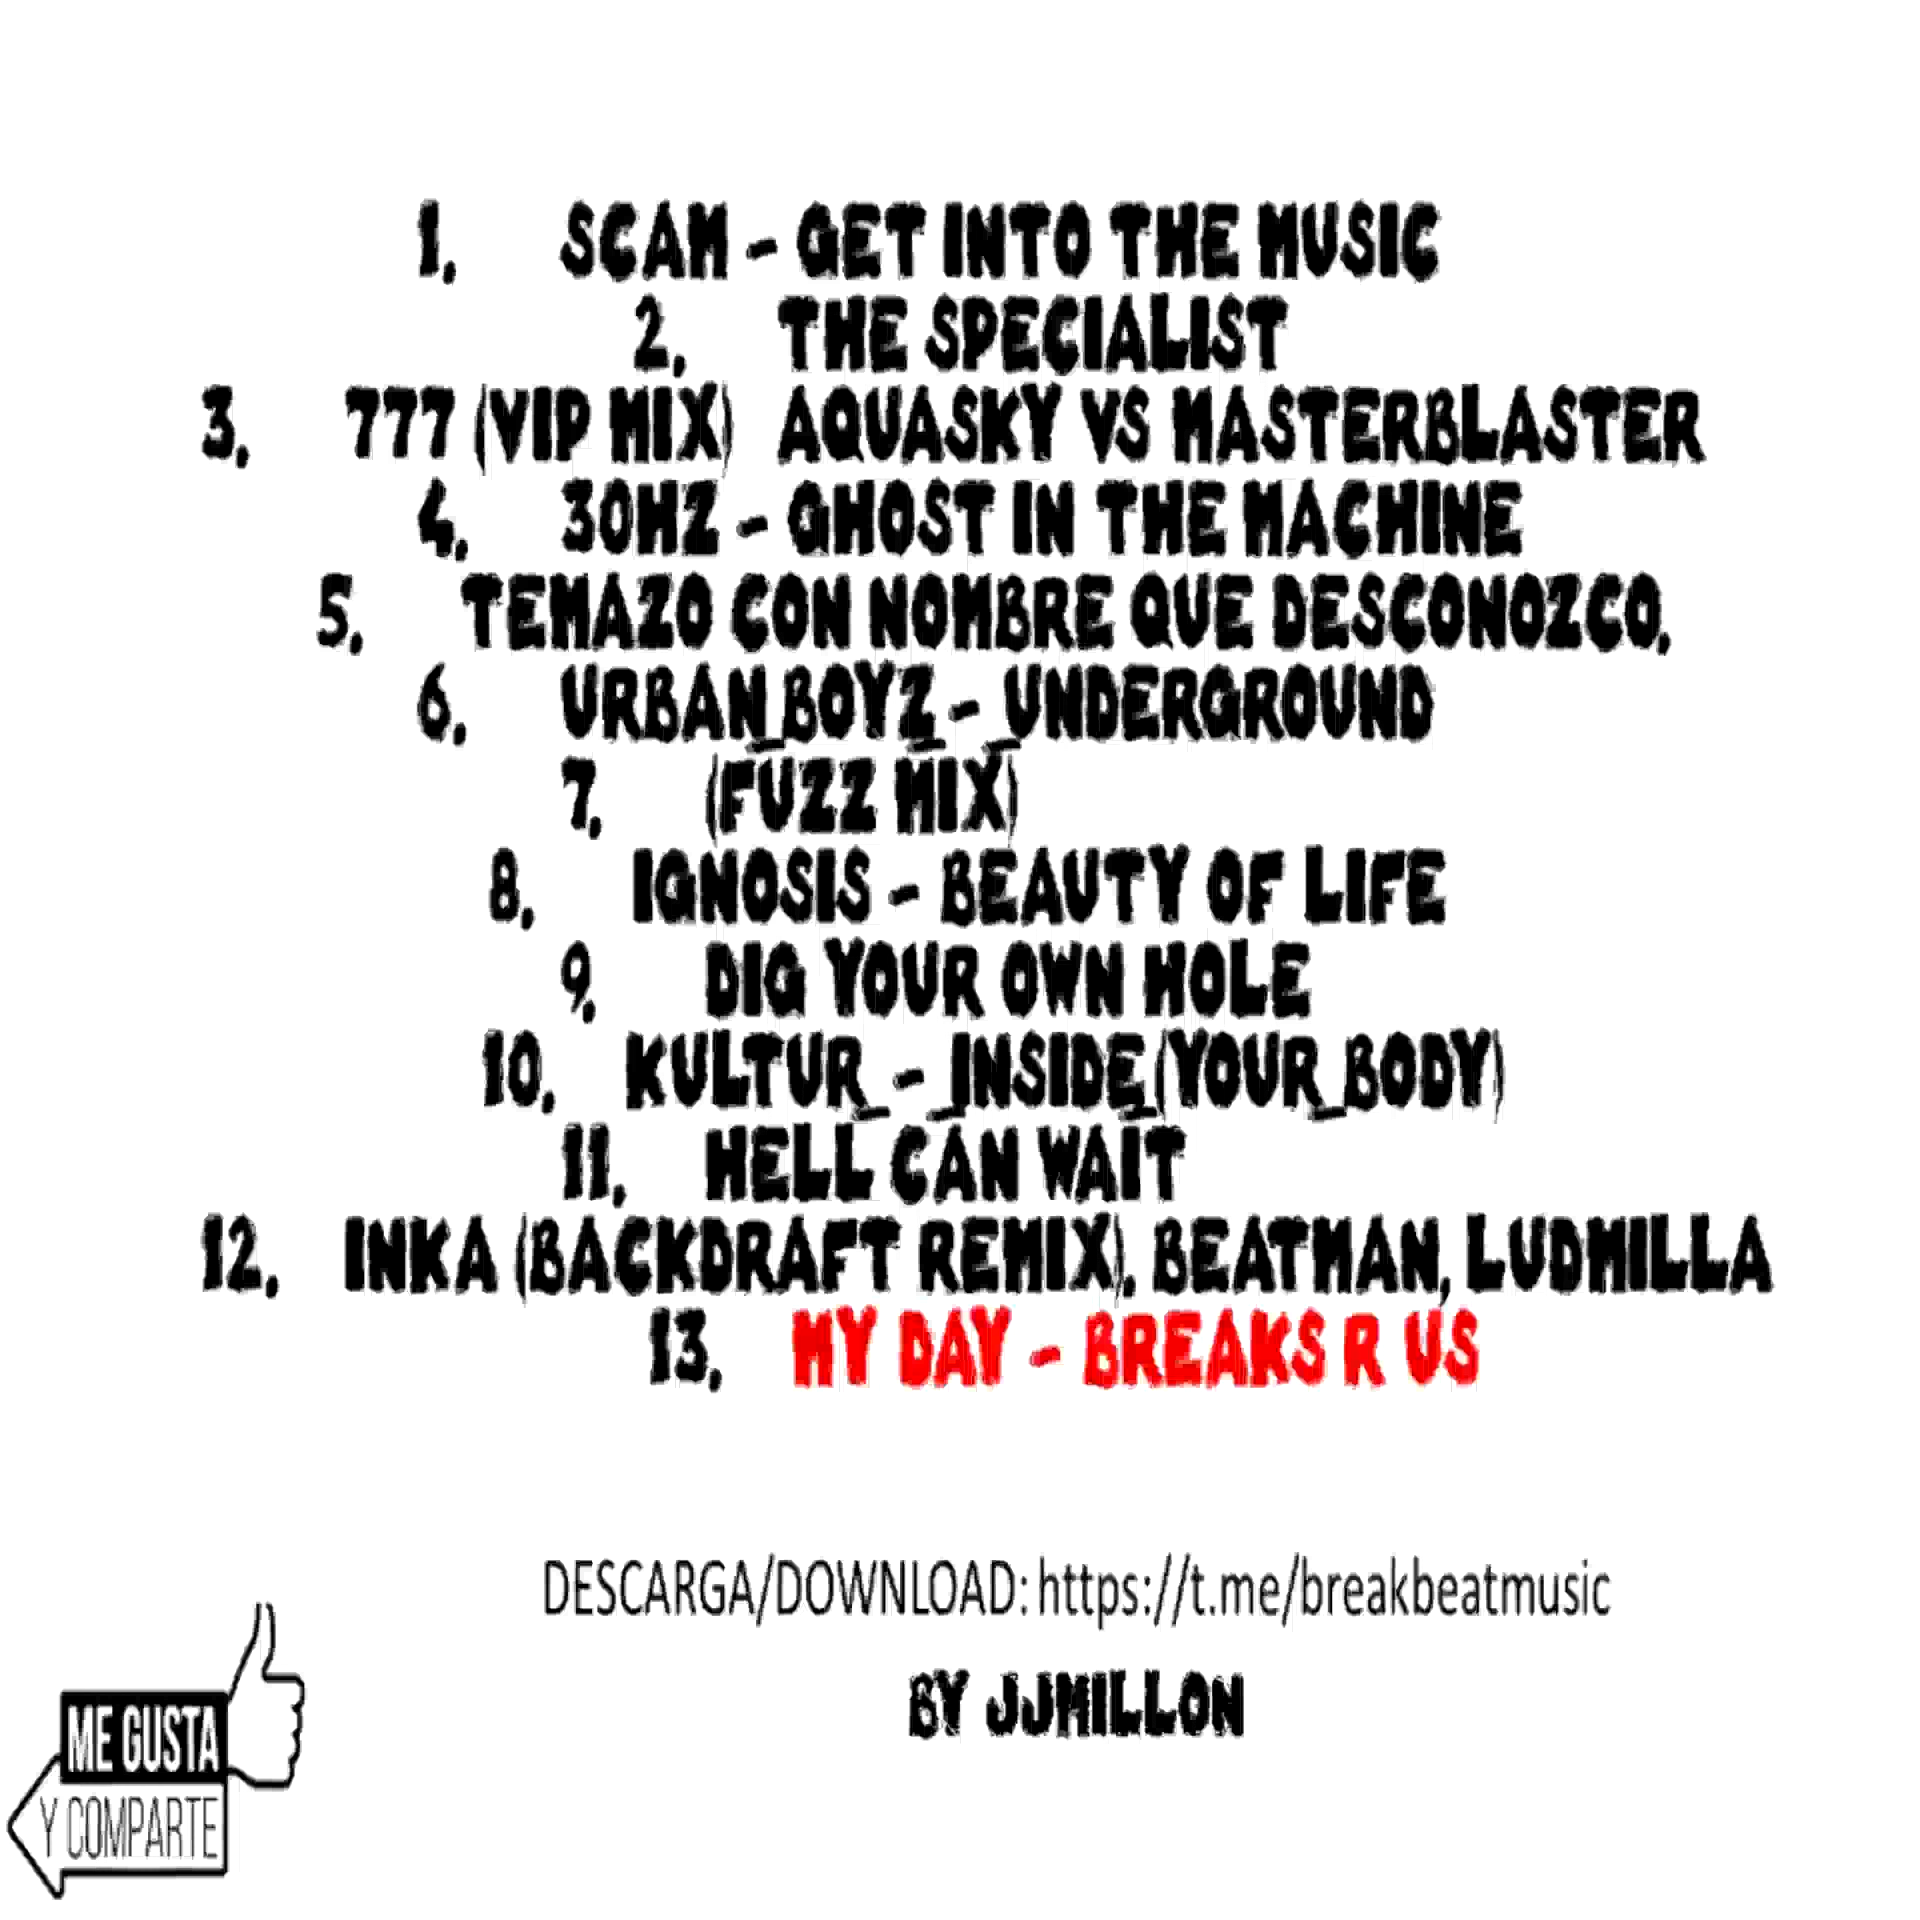 1. SCAM - GET INTO THE MUSIC
2. THE SPECIALIST
3. 777 (VIP MIX) AQUASKY VS MASTERBLASTER
4. 30HZ - GHOST IN THE MACHINE
5. TEMAZO CON NOMBRE QUE DESCONOZCO.
6. URBAN_BOYZ_-_UNDERGROUND
7. (FUZZ MIX)
8. IGNOSIS - BEAUTY OF LIFE
9. DIG YOUR OWN HOLE
10. KULTUR_-_INSIDE_(YOUR_BODY)
11. HELL CAN WAIT
12. INKA (BACKDRAFT REMIX). BEATMAN, LUDMILLA
13. MY DAY - BREAKS R US
DESCARGA/DOWNLOAD: https://t.me/breakbeatmusic
BY JJMILLON
ME GUSTA
Y COMPARTE